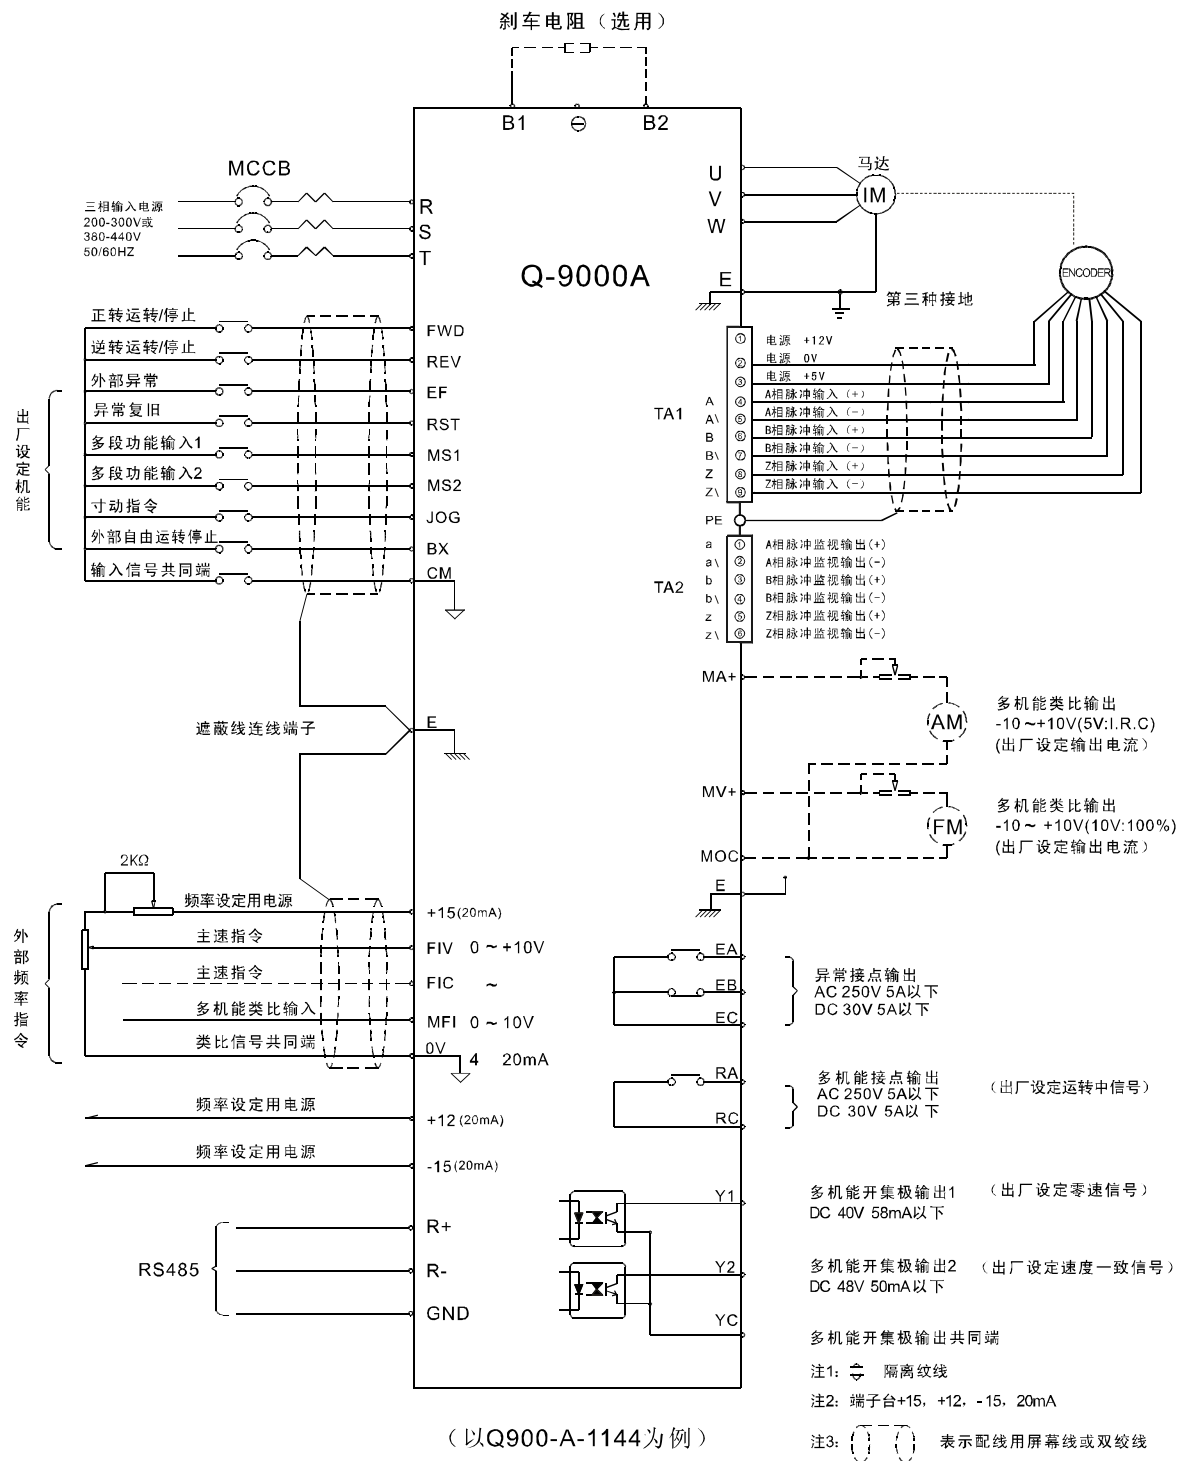 刹车电阻（选用）
B1
⊖
B2
MCCB
三相输入电源
200-300V或
380-440V
50/60HZ
R
S
T
U
V
W
马达
IM
Q-9000A
E
第三种接地
ENCODER
正转运转/停止
FWD
逆转运转/停止
REV
外部异常
EF
异常复旧
RST
多段功能输入1
MS1
多段功能输入2
MS2
寸动指令
JOG
外部自由运转停止
BX
输入信号共同端
CM
出厂设定机能
TA1
① 电源 +12V
② 电源 0V
③ 电源 +5V
A ④ A相脉冲输入（+）
A\ ⑤ A相脉冲输入（-）
B ⑥ B相脉冲输入（+）
B\ ⑦ B相脉冲输入（-）
Z ⑧ Z相脉冲输入（+）
Z\ ⑨ Z相脉冲输入（-）
PE
TA2
a ① A相脉冲监视输出(+)
a\ ② A相脉冲监视输出(-)
b ③ B相脉冲监视输出(+)
b\ ④ B相脉冲监视输出(-)
z ⑤ Z相脉冲监视输出(+)
z\ ⑥ Z相脉冲监视输出(-)
遮蔽线连线端子
E
MA+
AM
多机能类比输出
-10～+10V(5V:I.R.C)
(出厂设定输出电流）
MV+
FM
多机能类比输出
-10～ +10V(10V:100%)
(出厂设定输出电流）
MOC
E
2KΩ
外部频率指令
频率设定用电源
+15(20mA)
主速指令
FIV 0 ～ +10V
主速指令
FIC ～
多机能类比输入
MFI 0 ～ 10V
类比信号共同端
0V
4 20mA
频率设定用电源
+12(20mA)
频率设定用电源
-15(20mA)
RS485
R+
R-
GND
EA
EB
EC
异常接点输出
AC 250V 5A以下
DC 30V 5A以下
RA
RC
多机能接点输出
AC 250V 5A以下
DC 30V 5A以下
（出厂设定运转中信号）
Y1
多机能开集极输出1
DC 40V 58mA以下
（出厂设定零速信号）
Y2
多机能开集极输出2
DC 48V 50mA以下
（出厂设定速度一致信号）
YC
多机能开集极输出共同端
注1: 隔离纹线
注2: 端子台+15，+12，-15，20mA
注3: 表示配线用屏幕线或双绞线
（以Q900-A-1144为例）